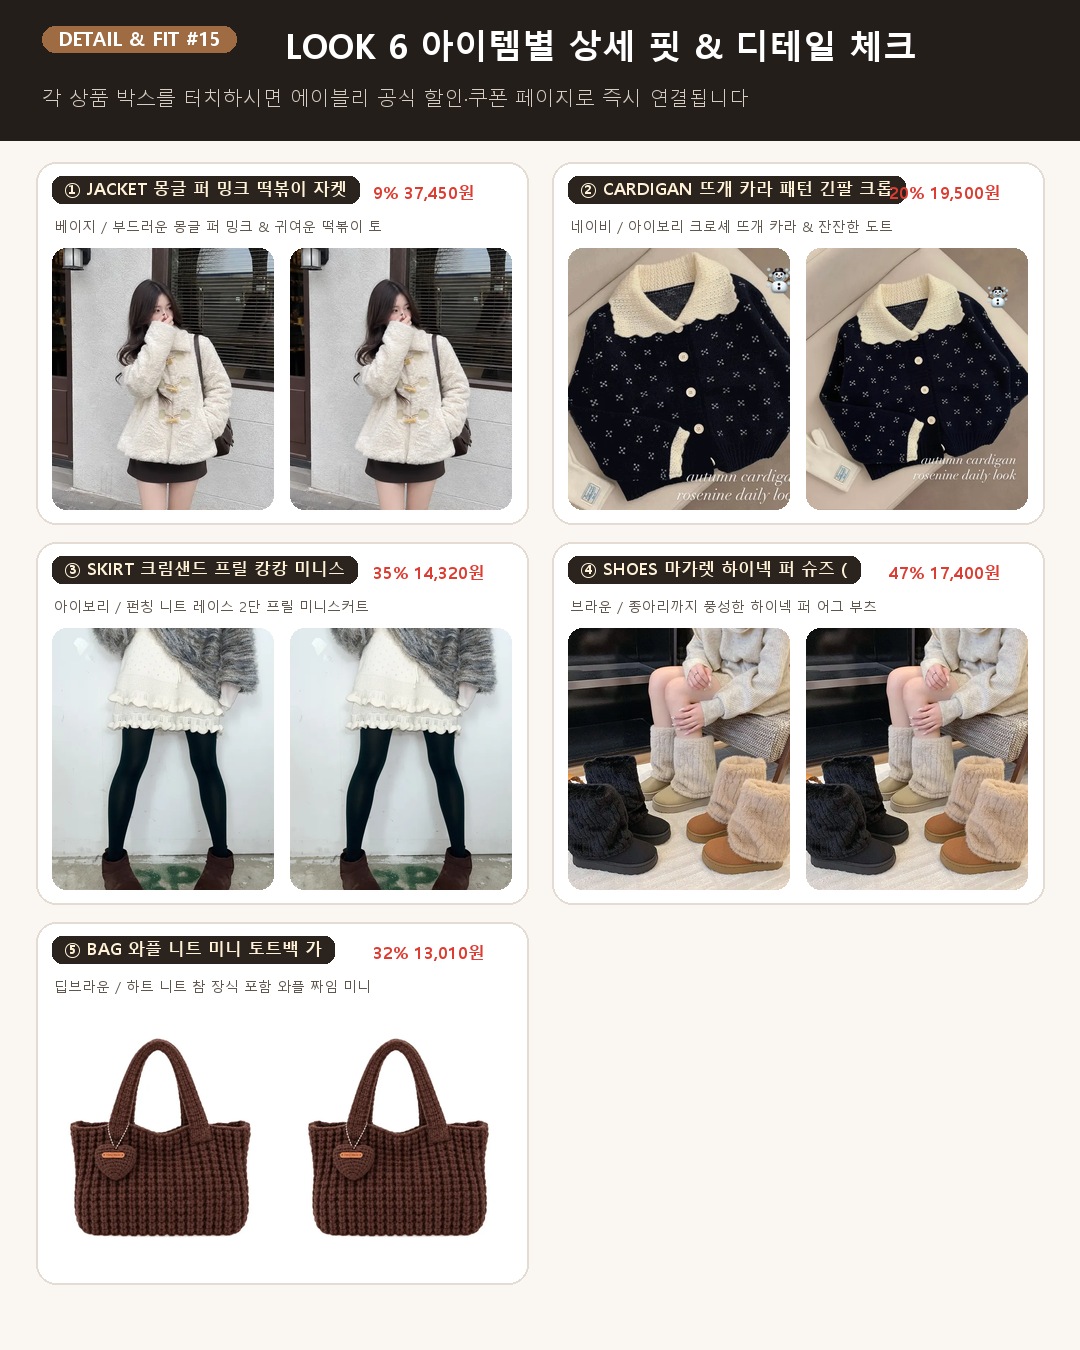 DETAIL & FIT #15
LOOK 6 아이템별 상세 핏 & 디테일 체크
각 상품 박스를 터치하시면 에이블리 공식 할인·쿠폰 페이지로 즉시 연결됩니다
① JACKET 몽글 퍼 밍크 떡볶이 자켓
9% 37,450원
베이지 / 부드러운 몽글 퍼 밍크 & 귀여운 떡볶이 토
② CARDIGAN 뜨개 카라 패턴 긴팔 크롭
20% 19,500원
네이비 / 아이보리 크로셰 뜨개 카라 & 잔잔한 도트
autumn cardiga
rosenine daily loo
autumn cardigan
rosenine daily look
③ SKIRT 크림샌드 프릴 캉캉 미니스
35% 14,320원
아이보리 / 펀칭 니트 레이스 2단 프릴 미니스커트
④ SHOES 마가렛 하이넥 퍼 슈즈 (
47% 17,400원
브라운 / 종아리까지 풍성한 하이넥 퍼 어그 부츠
⑤ BAG 와플 니트 미니 토트백 가
32% 13,010원
딥브라운 / 하트 니트 참 장식 포함 와플 짜임 미니